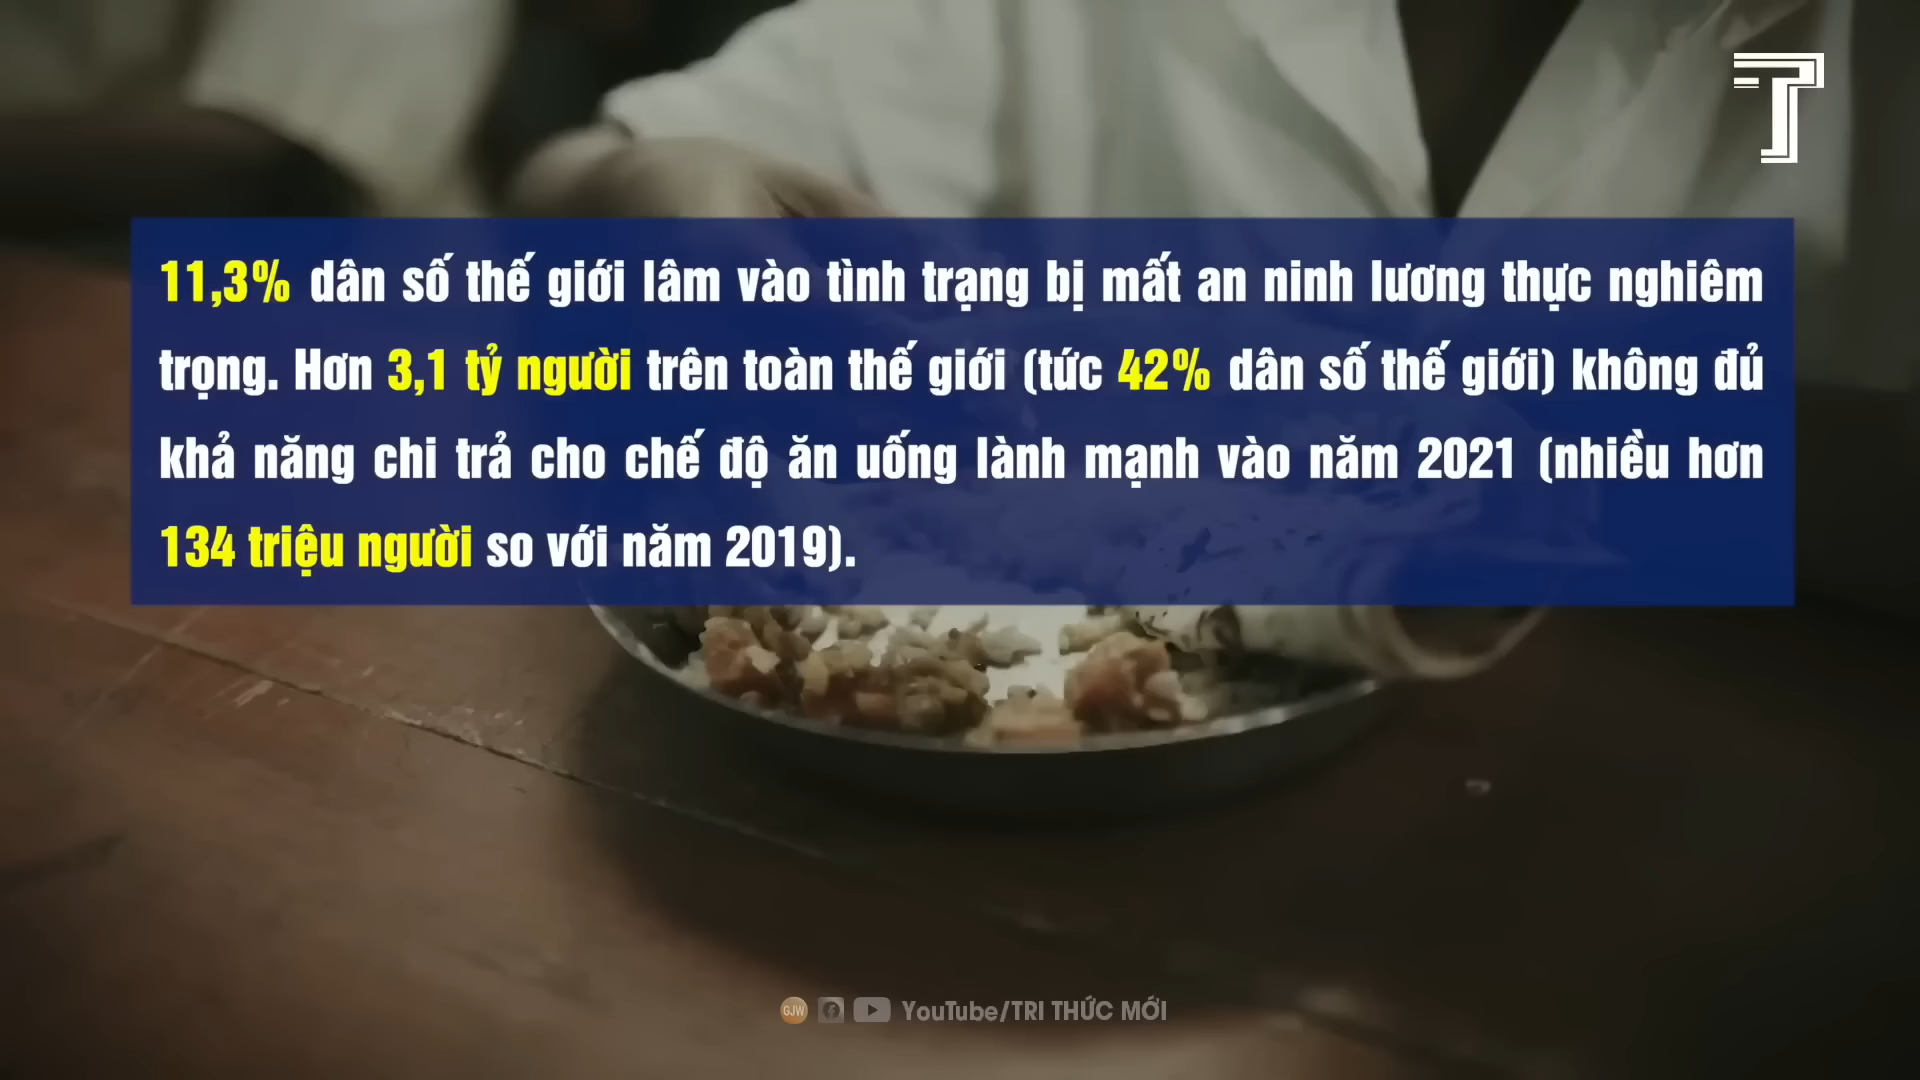 11,3% dân số thế giới lâm vào tình trạng bị mất an ninh lương thực nghiêm
trọng. Hơn 3,1 tỷ người trên toàn thế giới (tức 42% dân số thế giới) không đủ
khả năng chi trả cho chế độ ăn uống lành mạnh vào năm 2021 (nhiều hơn
134 triệu người so với năm 2019).
GJW YouTube/TRI THỨC MỚI